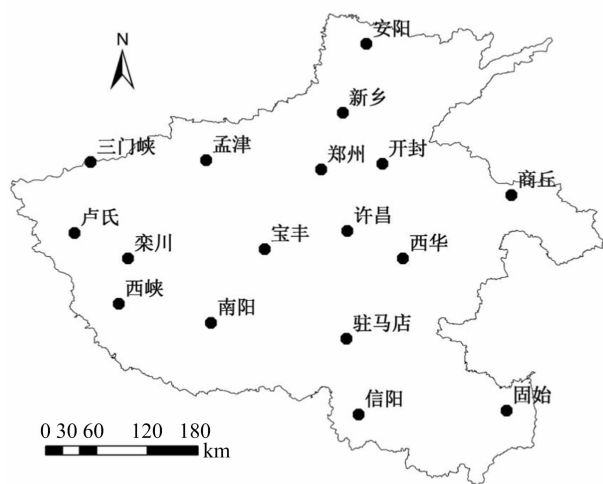 安阳
N
新乡
三门峡
孟津
郑州
开封
商丘
卢氏
栾川
宝丰
许昌
西华
西峡
南阳
驻马店
信阳
固始
0 30 60 120 180
km